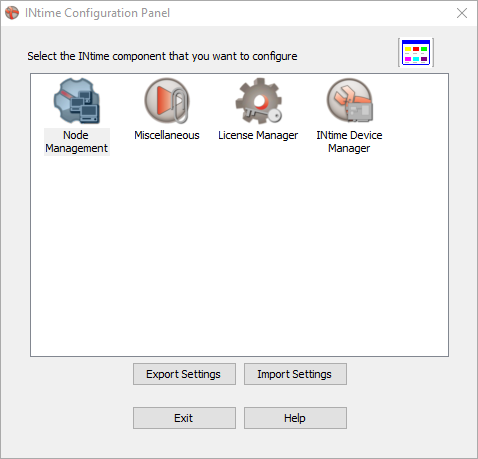 INtime Configuration Panel
Select the INtime component that you want to configure
Node Management
Miscellaneous
License Manager
INtime Device Manager
Export Settings
Import Settings
Exit
Help